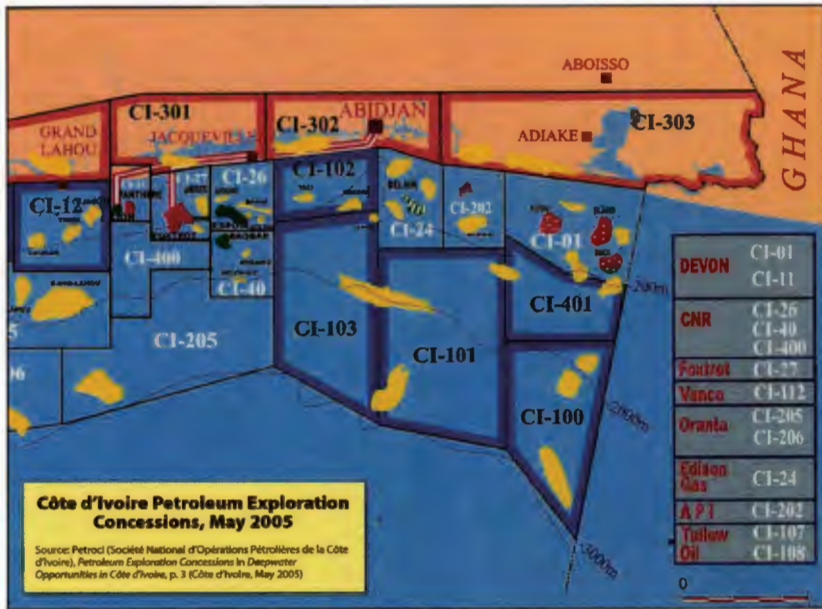 ABOISSO
GHANA
CI-301
ABIDJAN
CI-302
CI-303
GRAND
LAHOU
JACQUEVILLE
ADIAKE
CI-12
CI-27
CI-26
CI-102
BELIER
CI-24
CI-202
CI-01
CI-400
CI-40
CI-401
200m
CI-103
CI-101
CI-205
CI-100
2000m
3000m
DEVON
CI-01
CI-11
CNR
CI-26
CI-40
CI-400
Foxtrot
CI-27
Vanco
CI-112
Oranta
CI-205
CI-206
Edison
Gas
CI-24
A P I
CI-202
Tullow
Oil
CI-107
CI-108
0
Côte d'Ivoire Petroleum Exploration
Concessions, May 2005
Source: Petroci (Société National d'Opérations Pétrolières de la Côte
d'Ivoire), Petroleum Exploration Concessions in Deepwater
Opportunities in Côte d'Ivoire, p. 3 (Côte d'Ivoire, May 2005)